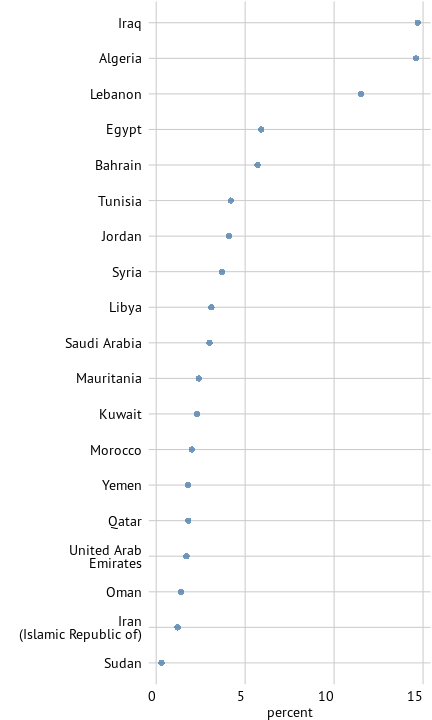 Iraq
Algeria
Lebanon
Egypt
Bahrain
Tunisia
Jordan
Syria
Libya
Saudi Arabia
Mauritania
Kuwait
Morocco
Yemen
Qatar
United Arab
Emirates
Oman
Iran
(Islamic Republic of)
Sudan
0 5 10 15
percent